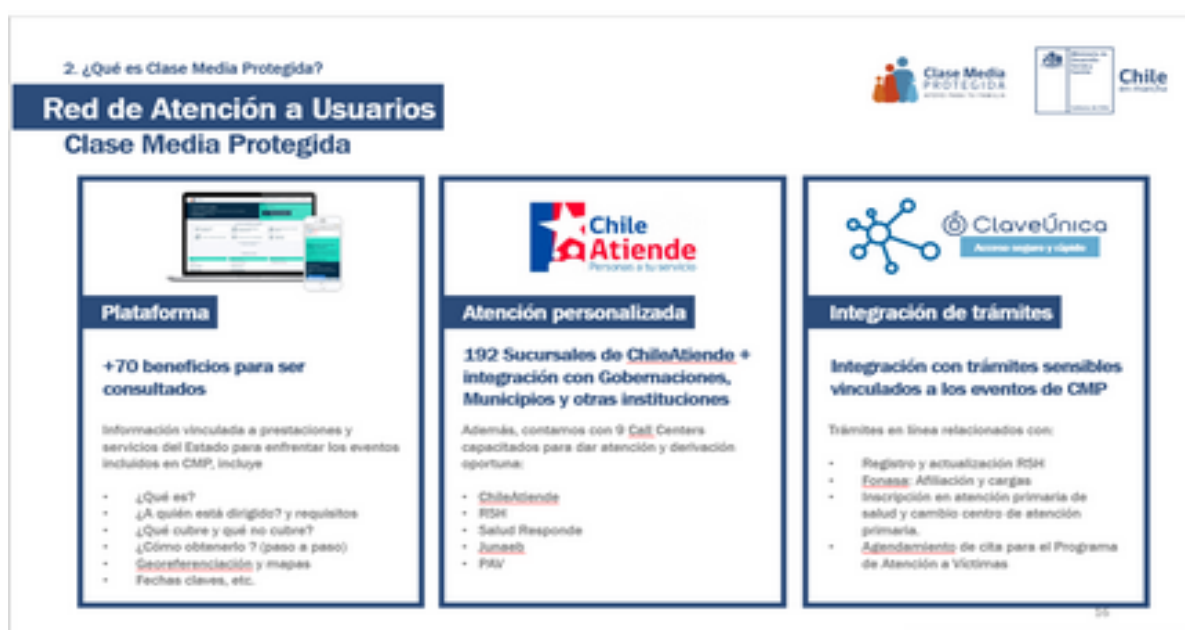 2. ¿Qué es Clase Media Protegida?
Red de Atención a Usuarios
Clase Media Protegida
Clase Media
PROTEGIDA
Chile
en marcha
Plataforma
+70 beneficios para ser
consultados
Información vinculada a prestaciones y
servicios del Estado para enfrentar los eventos
incluidos en CMP, incluye
• ¿Qué es?
• ¿A quién está dirigido? y requisitos
• ¿Qué cubre y qué no cubre?
• ¿Cómo obtenerlo ? (paso a paso)
• Georeferenciación y mapas
• Fechas claves, etc.
Chile
Atiende
Personas a tu servicio
Atención personalizada
192 Sucursales de ChileAtiende +
integración con Gobernaciones,
Municipios y otras instituciones
Además, contamos con 9 Call Centers
capacitados para dar atención y derivación
oportuna:
• ChileAtiende
• RSH
• Salud Responde
• Junaeb
• PAV
ClaveÚnica
Acceso seguro y rápido
Integración de trámites
Integración con trámites sensibles
vinculados a los eventos de CMP
Trámites en línea relacionados con:
• Registro y actualización RSH
• Fonasa: Afiliación y cargas
• Inscripción en atención primaria de
salud y cambio centro de atención
primaria.
• Agendamiento de cita para el Programa
de Atención a Víctimas
16